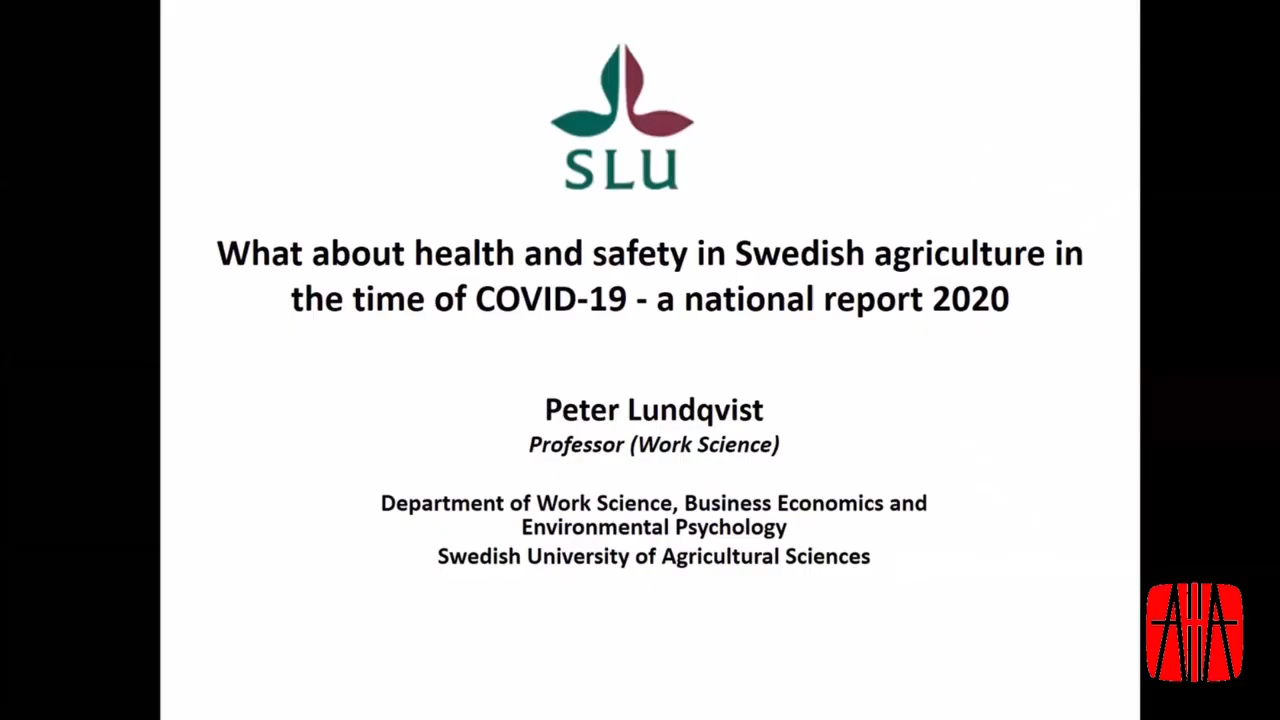 SLU
What about health and safety in Swedish agriculture in
the time of COVID-19 - a national report 2020
Peter Lundqvist
Professor (Work Science)
Department of Work Science, Business Economics and
Environmental Psychology
Swedish University of Agricultural Sciences
AHA